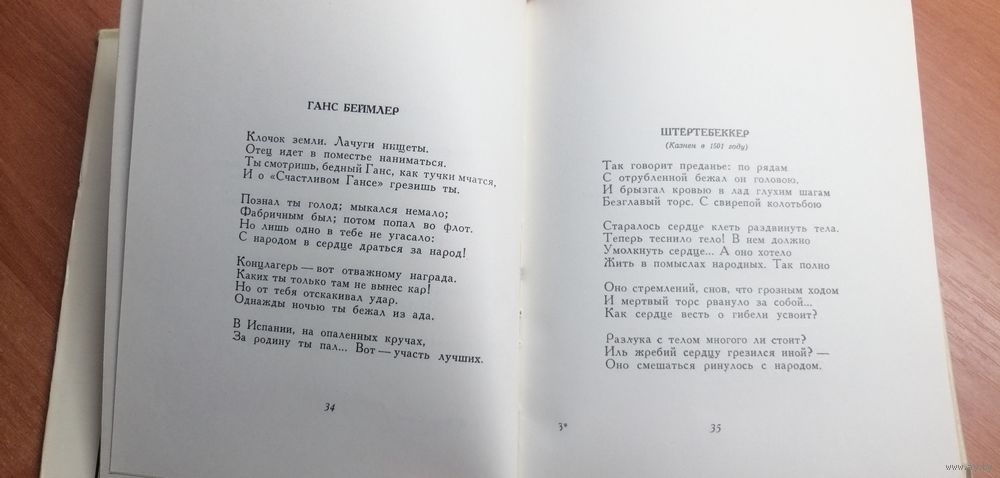 ГАНС БЕЙМЛЕР
Клочок земли. Лачуги нищеты.
Отец идет в поместье наниматься.
Ты смотришь, бедный Ганс, как тучки мчатся,
И о «Счастливом Гансе» грезишь ты.
Познал ты голод; мыкался немало;
Фабричным был; потом попал во флот.
Но лишь одно в тебе не угасало:
С народом в сердце драться за народ!
Концлагерь — вот отважному награда.
Каких ты только там не вынес кар!
Но от тебя отскакивал удар.
Однажды ночью ты бежал из ада.
В Испании, на опаленных кручах,
За родину ты пал... Вот — участь лучших.
34
ШТЕРТЕБЕККЕР
(Казнен в 1501 году)
Так говорит преданье: по рядам
С отрубленной бежал он головою,
И брызгал кровью в лад глухим шагам
Безглавый торс. С свирепой колотьбою
Старалось сердце клеть раздвинуть тела.
Теперь теснило тело! В нем должно
Умолкнуть сердце... А оно хотело
Жить в помыслах народных. Так полно
Оно стремлений, снов, что грозным ходом
И мертвый торс рвануло за собой...
Как сердце весть о гибели усвоит?
Разлука с телом многого ли стоит?
Иль жребий сердцу грезился иной? —
Оно смешаться ринулось с народом.
3*
35